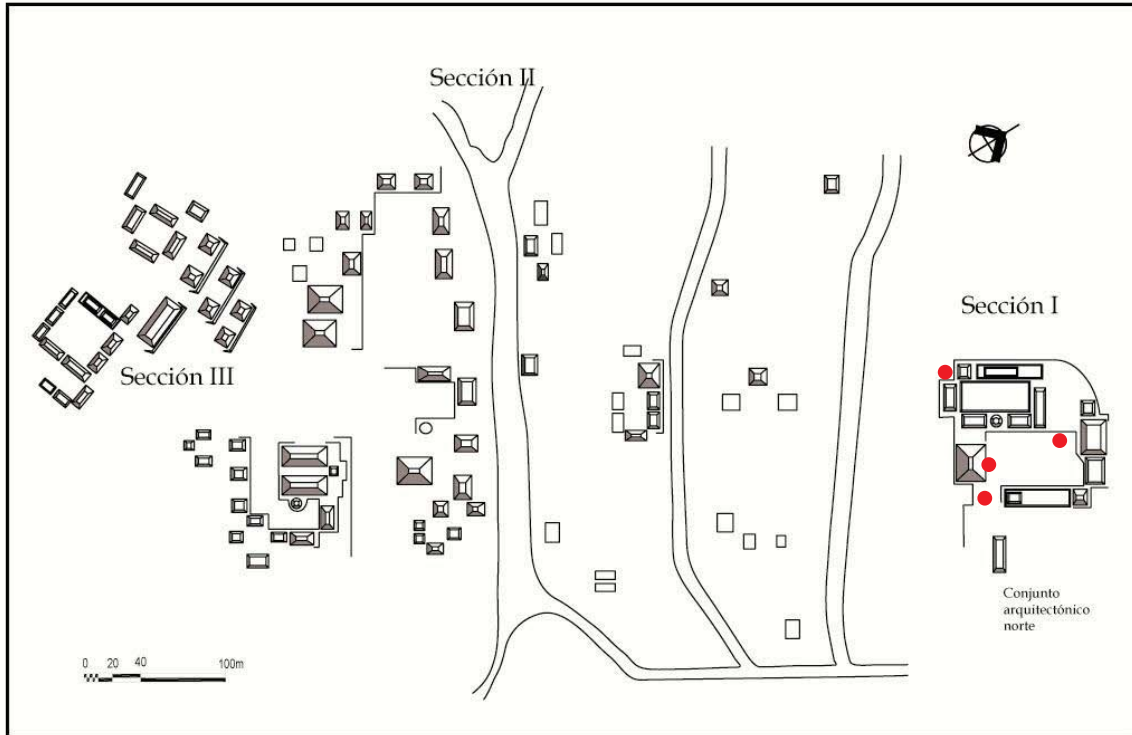 Sección II
Sección I
Sección III
Conjunto
arquitectónico
norte
0 20 40 100m